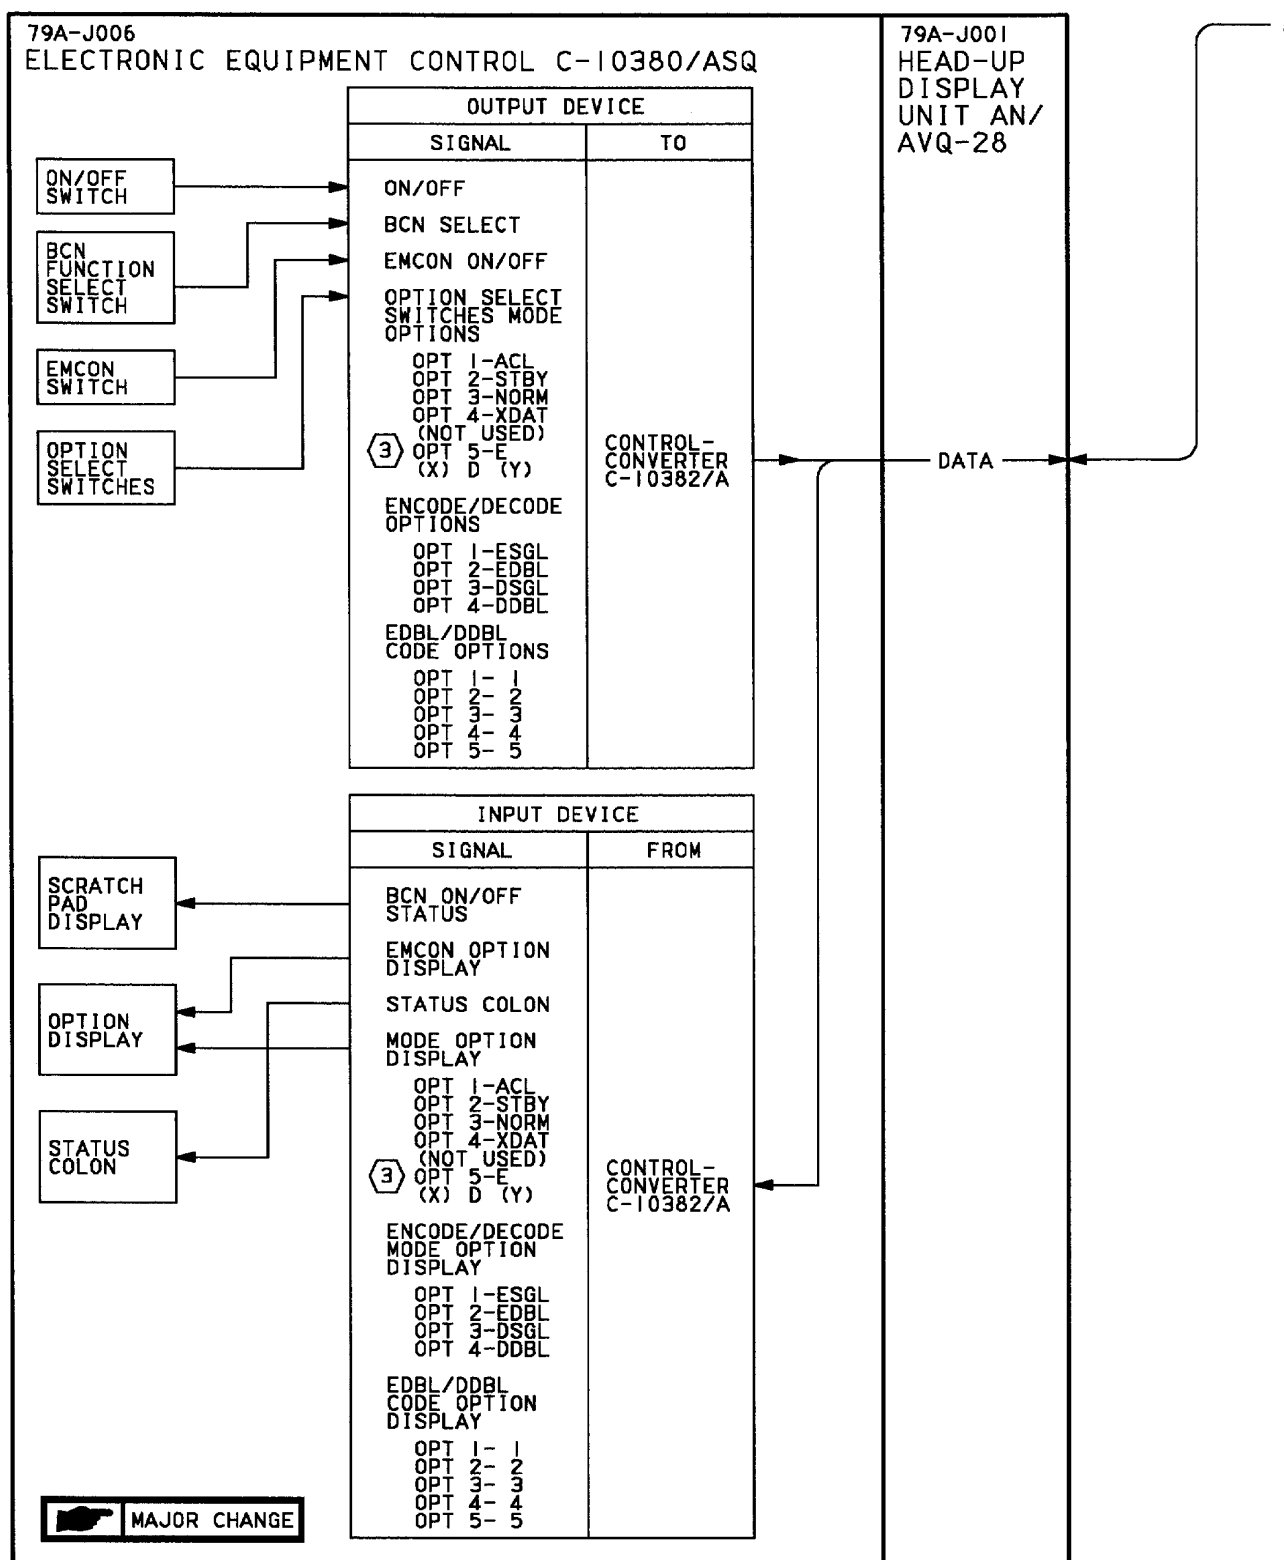 79A-J006
ELECTRONIC EQUIPMENT CONTROL C-10380/ASQ
79A-J001
HEAD-UP
DISPLAY
UNIT AN/
AVQ-28
OUTPUT DEVICE
SIGNAL TO
ON/OFF
SWITCH
BCN
FUNCTION
SELECT
SWITCH
EMCON
SWITCH
OPTION
SELECT
SWITCHES
ON/OFF
BCN SELECT
EMCON ON/OFF
OPTION SELECT
SWITCHES MODE
OPTIONS
OPT 1-ACL
OPT 2-STBY
OPT 3-NORM
OPT 4-XDAT
(NOT USED)
3 OPT 5-E
(X) D (Y)
ENCODE/DECODE
OPTIONS
OPT 1-ESGL
OPT 2-EDBL
OPT 3-DSGL
OPT 4-DDBL
EDBL/DDBL
CODE OPTIONS
OPT 1- 1
OPT 2- 2
OPT 3- 3
OPT 4- 4
OPT 5- 5
CONTROL-
CONVERTER
C-10382/A
DATA
INPUT DEVICE
SIGNAL FROM
SCRATCH
PAD
DISPLAY
OPTION
DISPLAY
STATUS
COLON
BCN ON/OFF
STATUS
EMCON OPTION
DISPLAY
STATUS COLON
MODE OPTION
DISPLAY
OPT 1-ACL
OPT 2-STBY
OPT 3-NORM
OPT 4-XDAT
(NOT USED)
3 OPT 5-E
(X) D (Y)
ENCODE/DECODE
MODE OPTION
DISPLAY
OPT 1-ESGL
OPT 2-EDBL
OPT 3-DSGL
OPT 4-DDBL
EDBL/DDBL
CODE OPTION
DISPLAY
OPT 1- 1
OPT 2- 2
OPT 3- 3
OPT 4- 4
OPT 5- 5
CONTROL-
CONVERTER
C-10382/A
MAJOR CHANGE